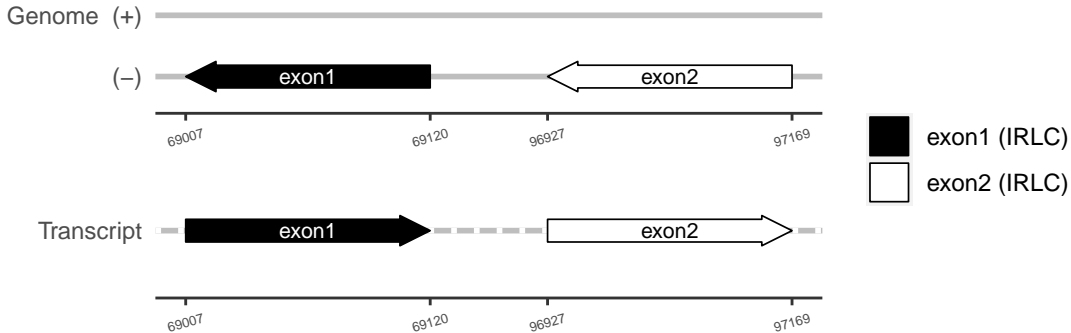 Genome (+)
(−) exon1 exon2
69007 69120 96927 97169
exon1 (IRLC)
exon2 (IRLC)
Transcript exon1 exon2
69007 69120 96927 97169